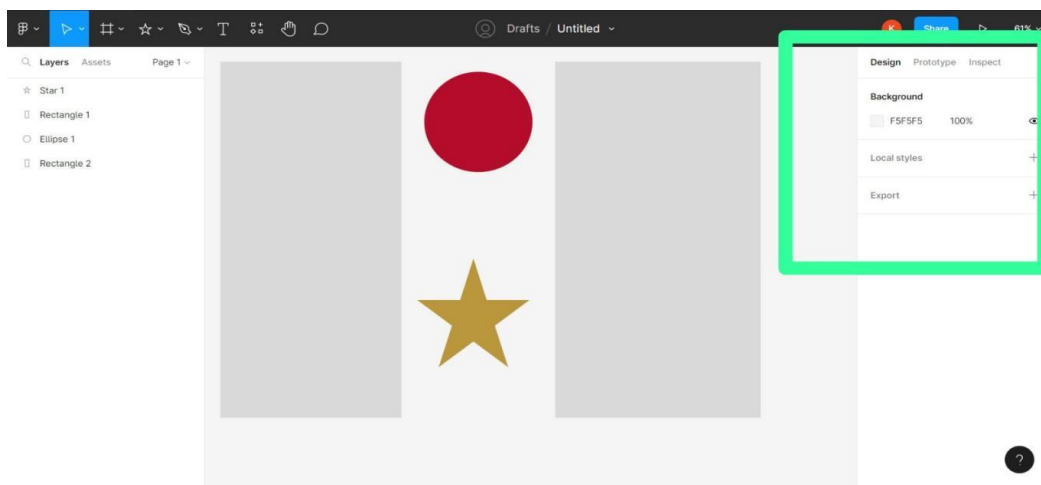 Drafts / Untitled
K
Share
61%
Layers Assets Page 1
Star 1
Rectangle 1
Ellipse 1
Rectangle 2
Design Prototype Inspect
Background
F5F5F5 100%
Local styles
Export
?